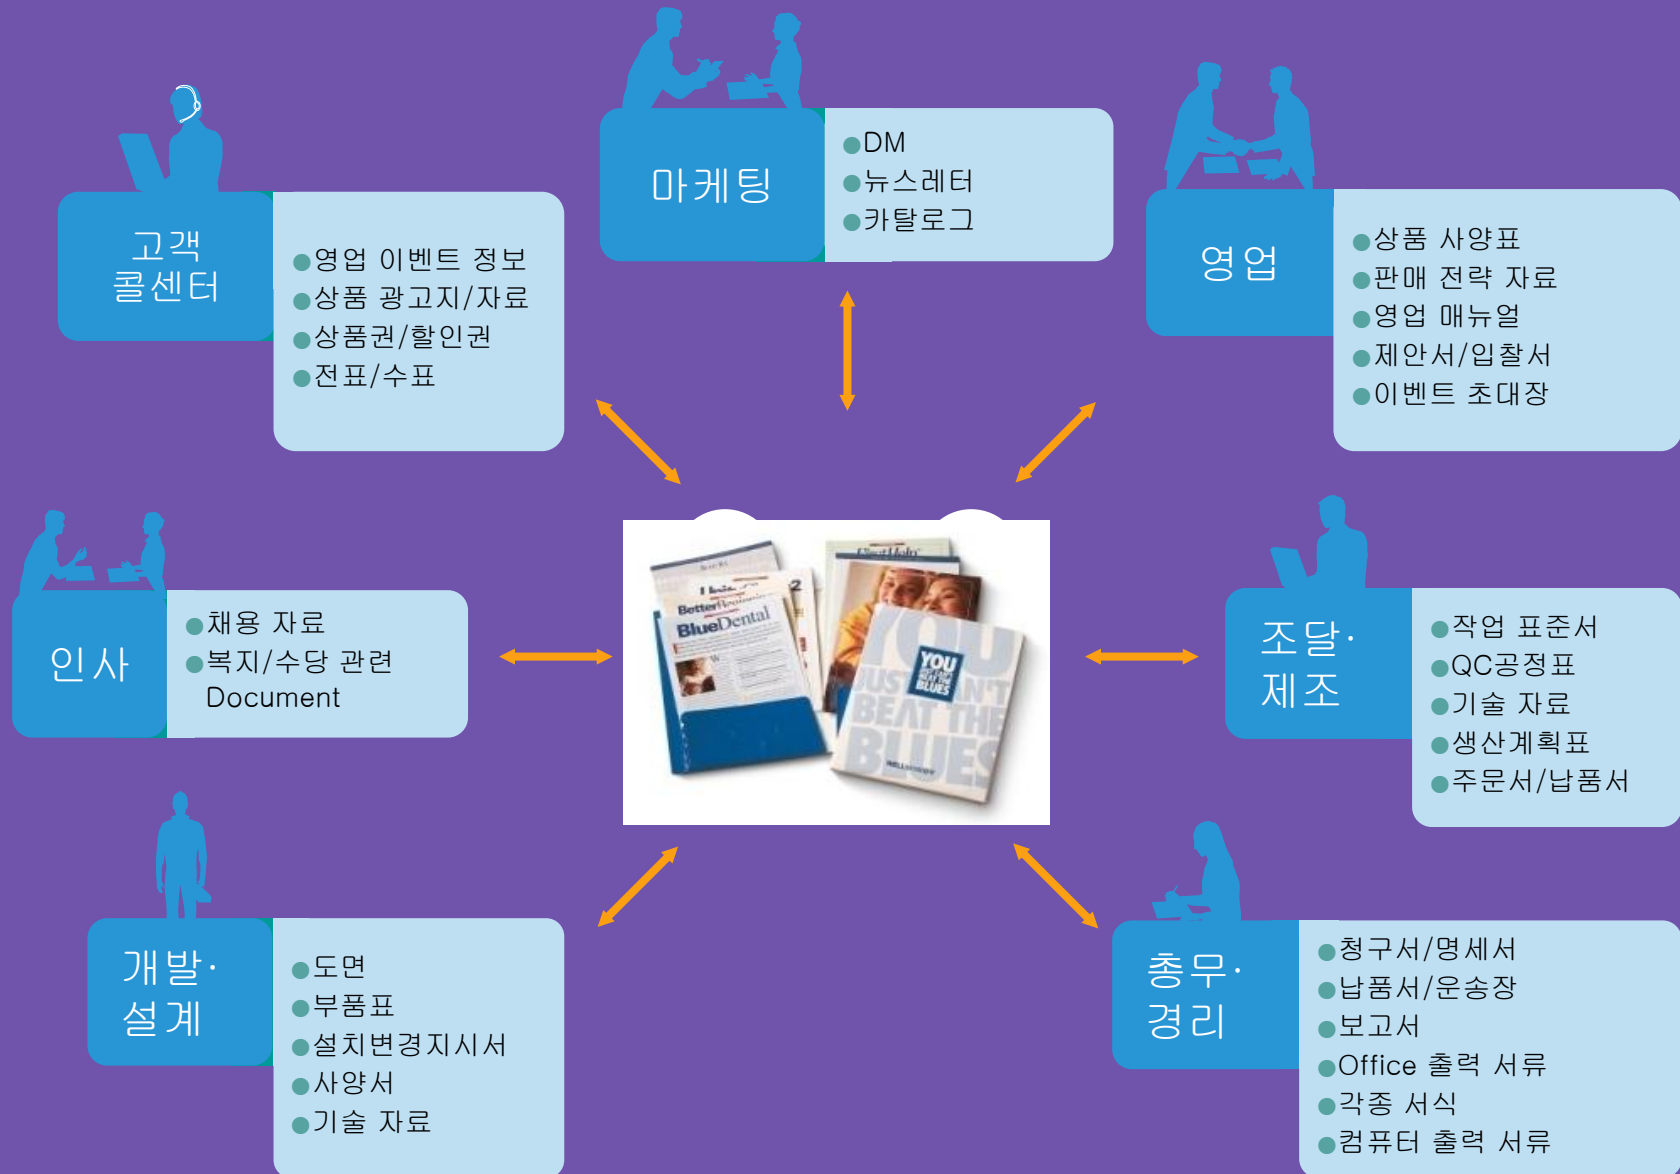 마케팅
DM
뉴스레터
카탈로그
고객
콜센터
영업 이벤트 정보
상품 광고지/자료
상품권/할인권
전표/수표
영업
상품 사양표
판매 전략 자료
영업 매뉴얼
제안서/입찰서
이벤트 초대장
인사
채용 자료
복지/수당 관련
Document
BlueDental
YOU
BEAT THE
BLUES
조달·
제조
작업 표준서
QC공정표
기술 자료
생산계획표
주문서/납품서
개발·
설계
도면
부품표
설치변경지시서
사양서
기술 자료
총무·
경리
청구서/명세서
납품서/운송장
보고서
Office 출력 서류
각종 서식
컴퓨터 출력 서류